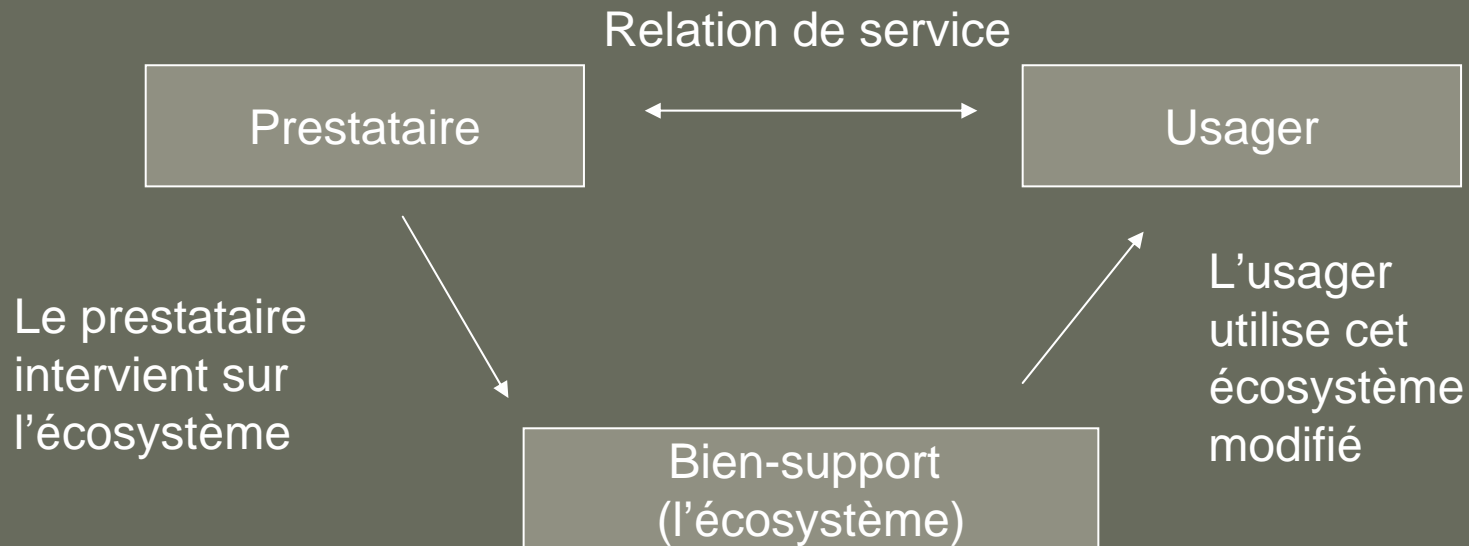 Relation de service
Prestataire
Usager
Le prestataire
intervient sur
l’écosystème
L’usager
utilise cet
écosystème
modifié
Bien-support
(l’écosystème)